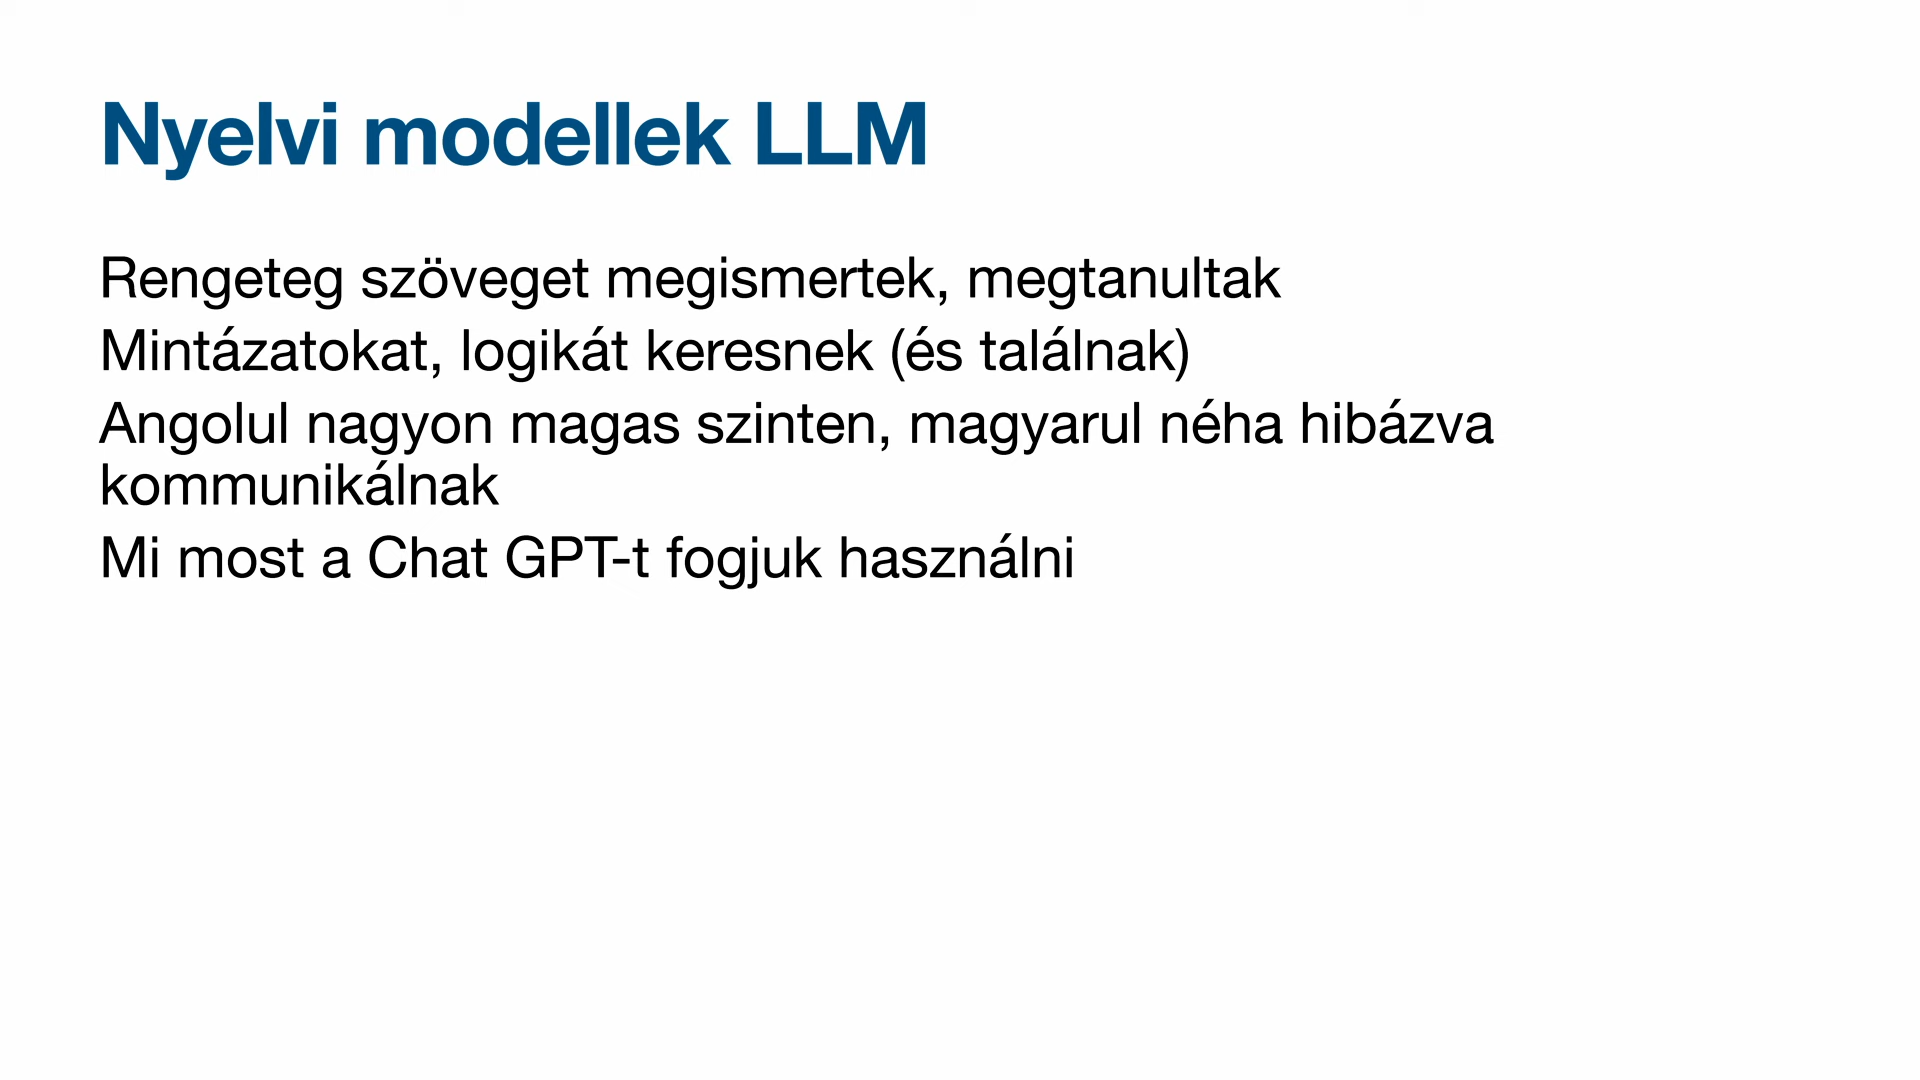 Nyelvi modellek LLM
Rengeteg szöveget megismertek, megtanultak
Mintázatokat, logikát keresnek (és találnak)
Angolul nagyon magas szinten, magyarul néha hibázva
kommunikálnak
Mi most a Chat GPT-t fogjuk használni